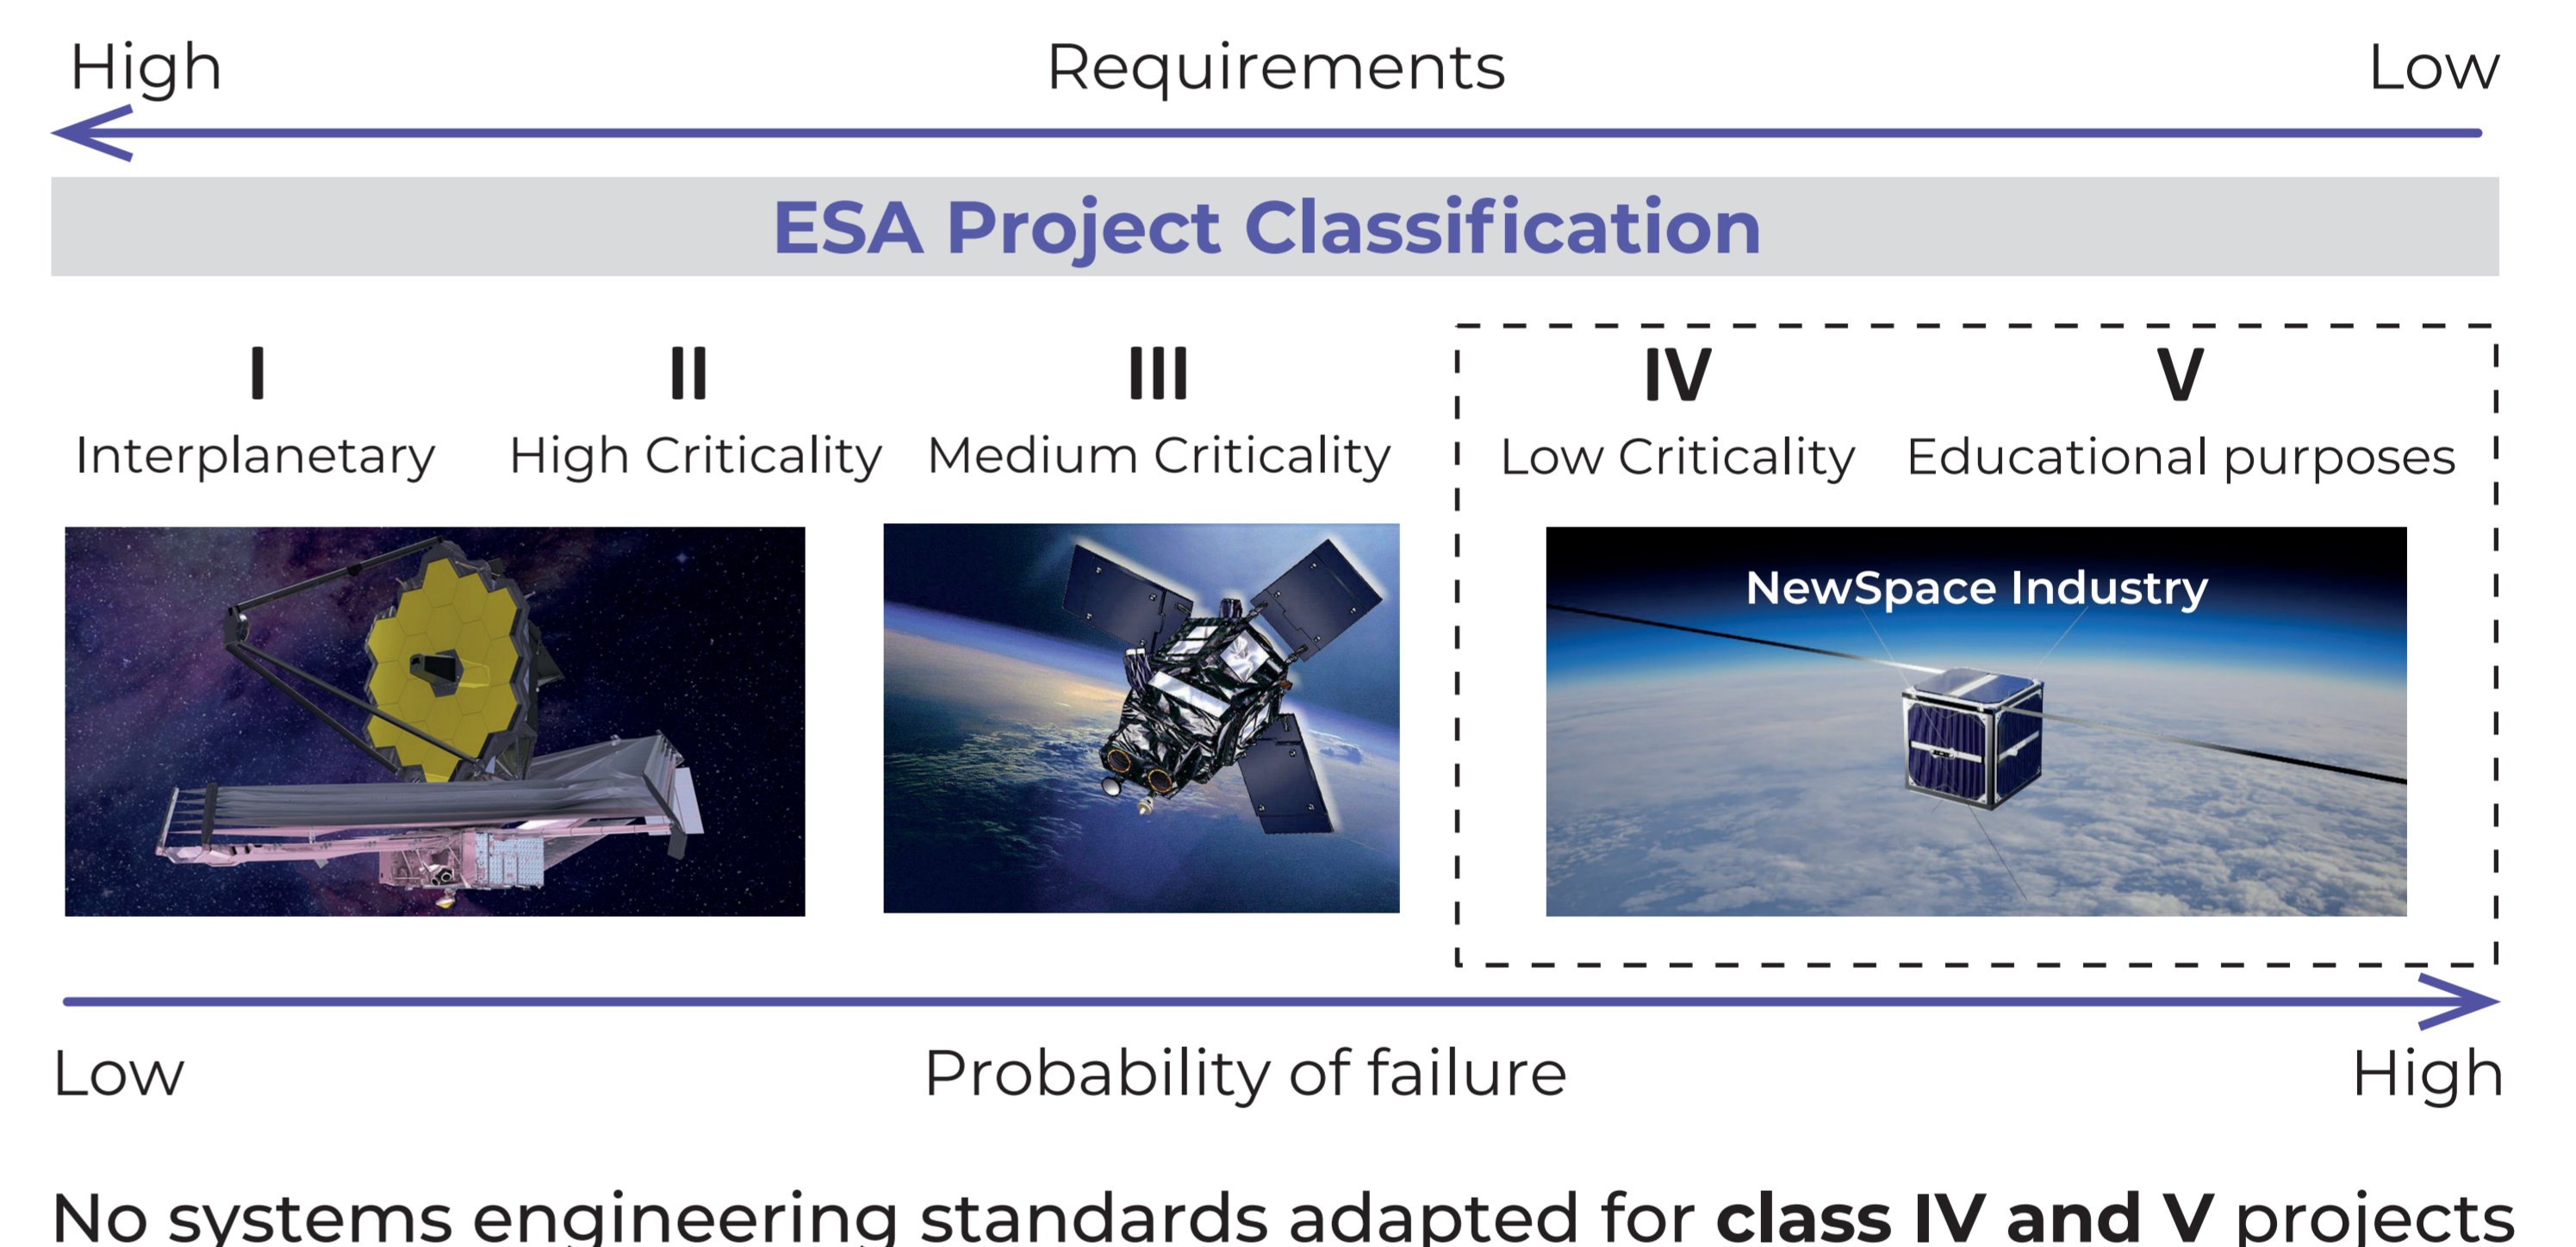 High Requirements Low
ESA Project Classification
I II III IV V
Interplanetary High Criticality Medium Criticality Low Criticality Educational purposes
NewSpace Industry
Low Probability of failure High
No systems engineering standards adapted for class IV and V projects